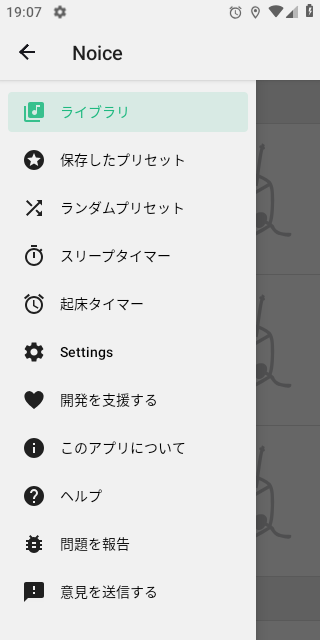 19:07
Noice
ライブラリ
保存したプリセット
ランダムプリセット
スリープタイマー
起床タイマー
Settings
開発を支援する
このアプリについて
ヘルプ
問題を報告
意見を送信する